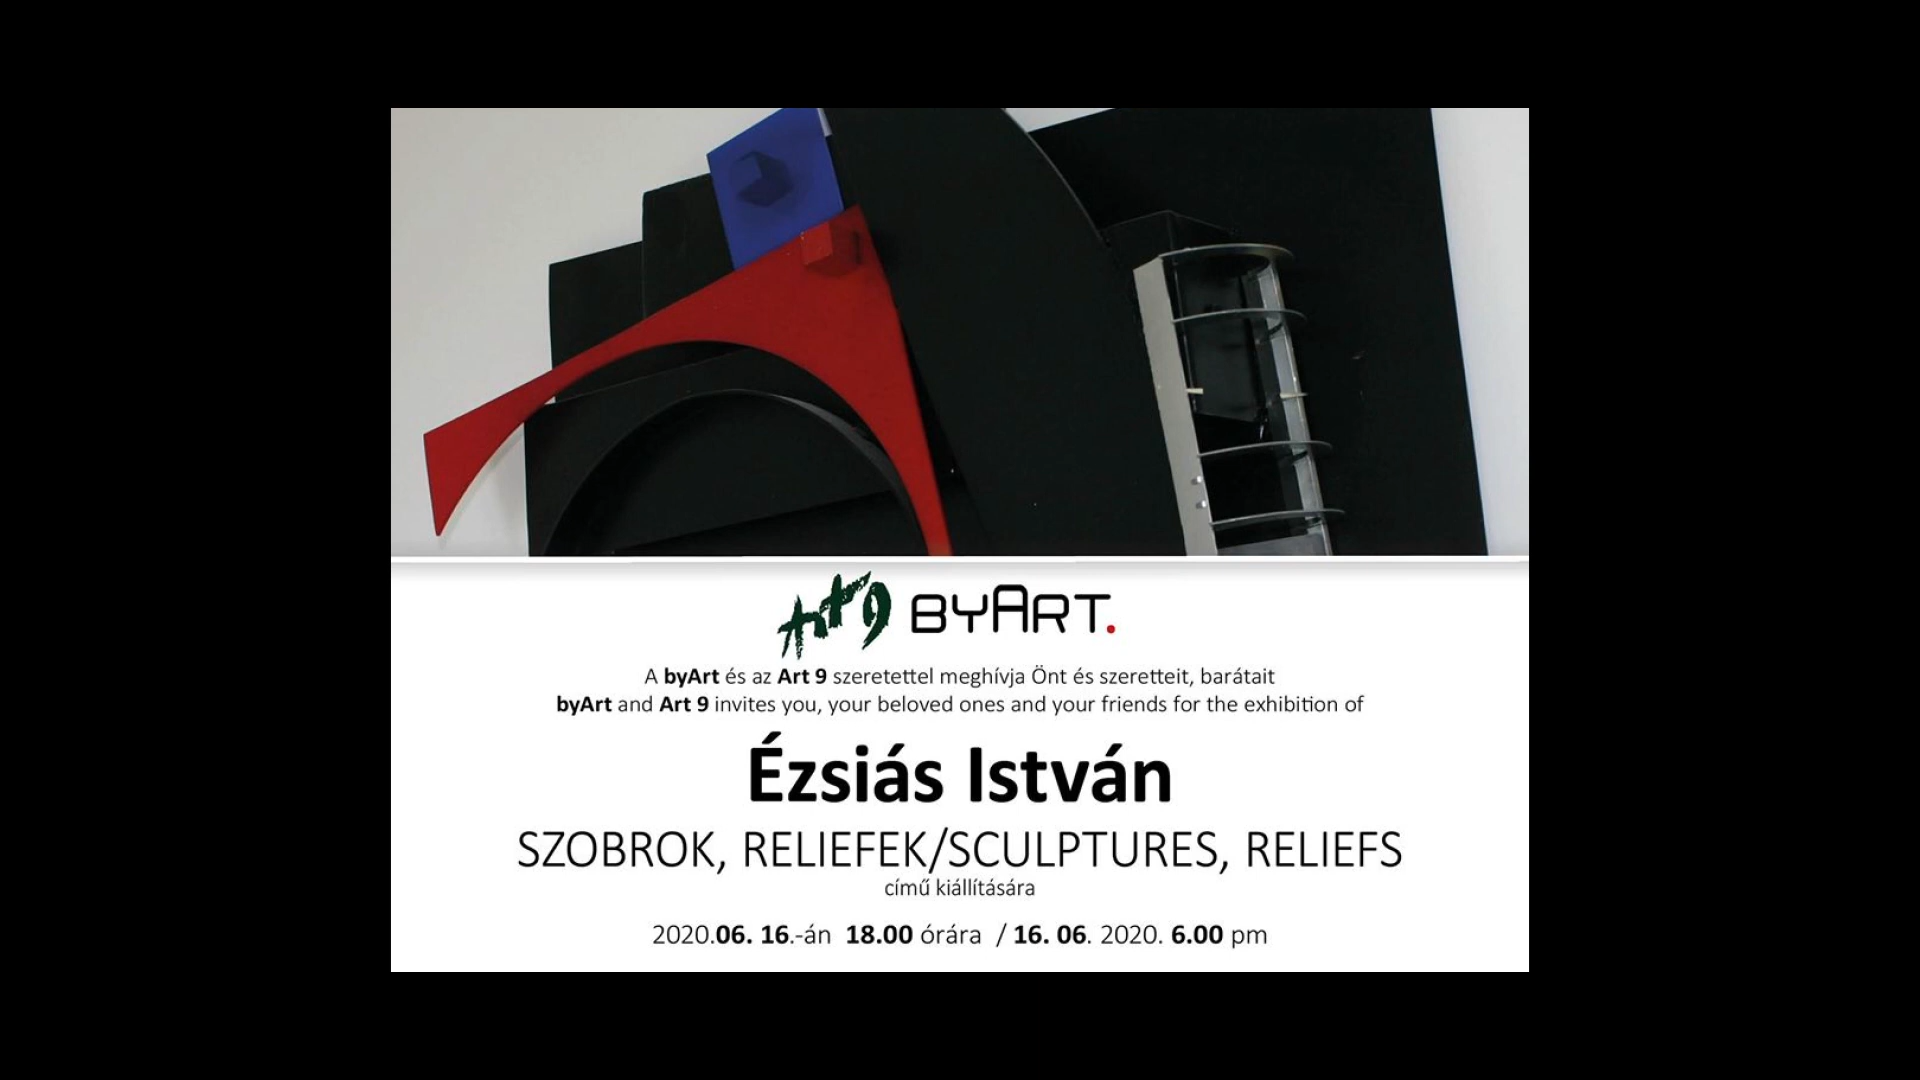 Art 9 BYART.
A byArt és az Art 9 szeretettel meghívja Önt és szeretteit, barátait
byArt and Art 9 invites you, your beloved ones and your friends for the exhibition of
Ézsiás István
SZOBROK, RELIEFEK/SCULPTURES, RELIEFS
című kiállítására
2020.06. 16.-án 18.00 órára / 16. 06. 2020. 6.00 pm